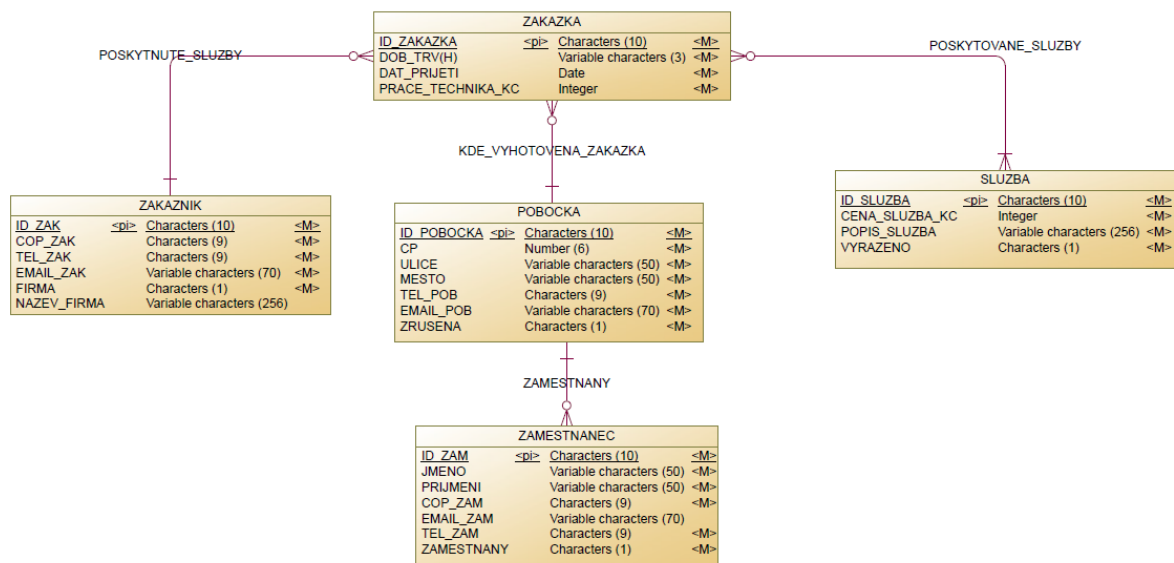 ZAKAZKA
ID_ZAKAZKA <pi> Characters (10) <M>
DOB_TRV(H) Variable characters (3) <M>
DAT_PRIJETI Date <M>
PRACE_TECHNIKA_KC Integer <M>
POSKYTNUTE_SLUZBY
POSKYTOVANE_SLUZBY
KDE_VYHOTOVENA_ZAKAZKA
ZAKAZNIK
ID_ZAK <pi> Characters (10) <M>
COP_ZAK Characters (9) <M>
TEL_ZAK Characters (9) <M>
EMAIL_ZAK Variable characters (70) <M>
FIRMA Characters (1) <M>
NAZEV_FIRMA Variable characters (256)
POBOCKA
ID_POBOCKA <pi> Characters (10) <M>
CP Number (6) <M>
ULICE Variable characters (50) <M>
MESTO Variable characters (50) <M>
TEL_POB Characters (9) <M>
EMAIL_POB Variable characters (70) <M>
ZRUSENA Characters (1) <M>
SLUZBA
ID_SLUZBA <pi> Characters (10) <M>
CENA_SLUZBA_KC Integer <M>
POPIS_SLUZBA Variable characters (256) <M>
VYRAZENO Characters (1) <M>
ZAMESTNANY
ZAMESTNANEC
ID_ZAM <pi> Characters (10) <M>
JMENO Variable characters (50) <M>
PRIJMENI Variable characters (50) <M>
COP_ZAM Characters (9) <M>
EMAIL_ZAM Variable characters (70)
TEL_ZAM Characters (9) <M>
ZAMESTNANY Characters (1) <M>